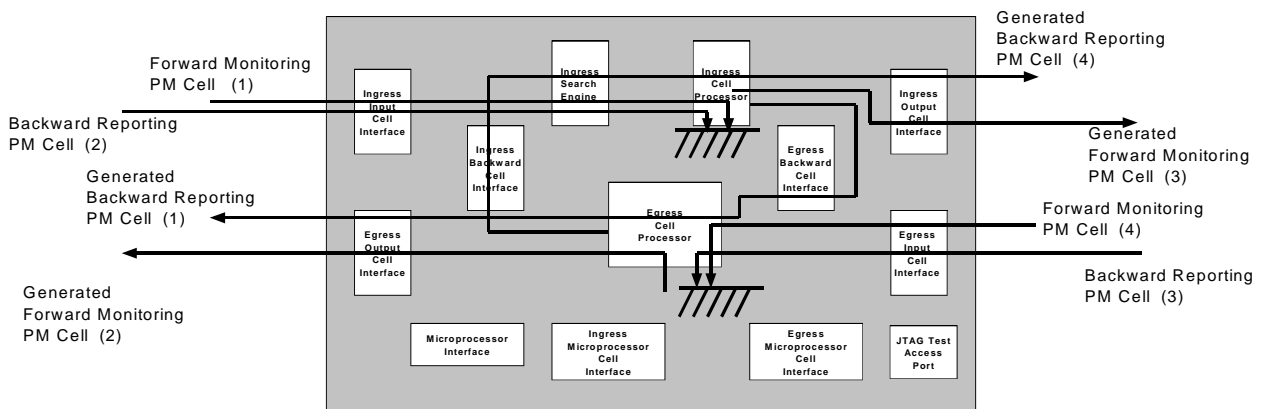 Generated
Backward Reporting
PM Cell (4)
Forward Monitoring
PM Cell (1)
Backward Reporting
PM Cell (2)
Ingress
Input
Cell
Interface
Ingress
Search
Engine
Ingress
Cell
Processor
Ingress
Output
Cell
Interface
Generated
Forward Monitoring
PM Cell (3)
Ingress
Backward
Cell
Interface
Egress
Backward
Cell
Interface
Generated
Backward Reporting
PM Cell (1)
Egress
Cell
Processor
Forward Monitoring
PM Cell (4)
Egress
Output
Cell
Interface
Egress
Input
Cell
Interface
Backward Reporting
PM Cell (3)
Generated
Forward Monitoring
PM Cell (2)
Microprocessor
Interface
Ingress
Microprocessor
Cell
Interface
Egress
Microprocessor
Cell
Interface
JTAG Test
Access
Port